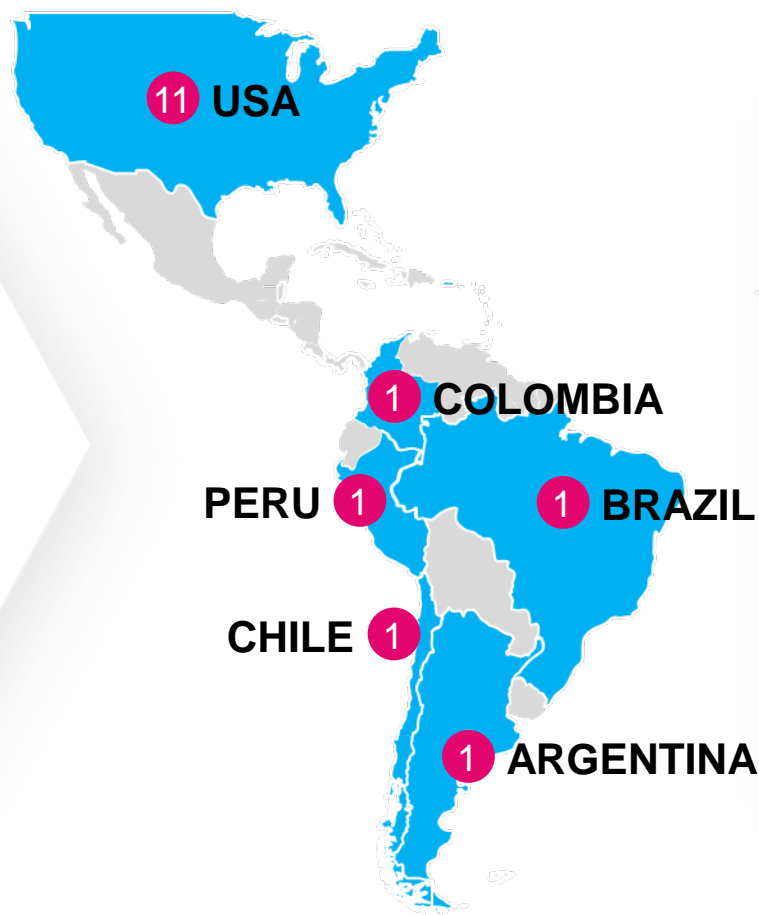 11 USA
1 COLOMBIA
PERU 1
1 BRAZIL
CHILE 1
1 ARGENTINA